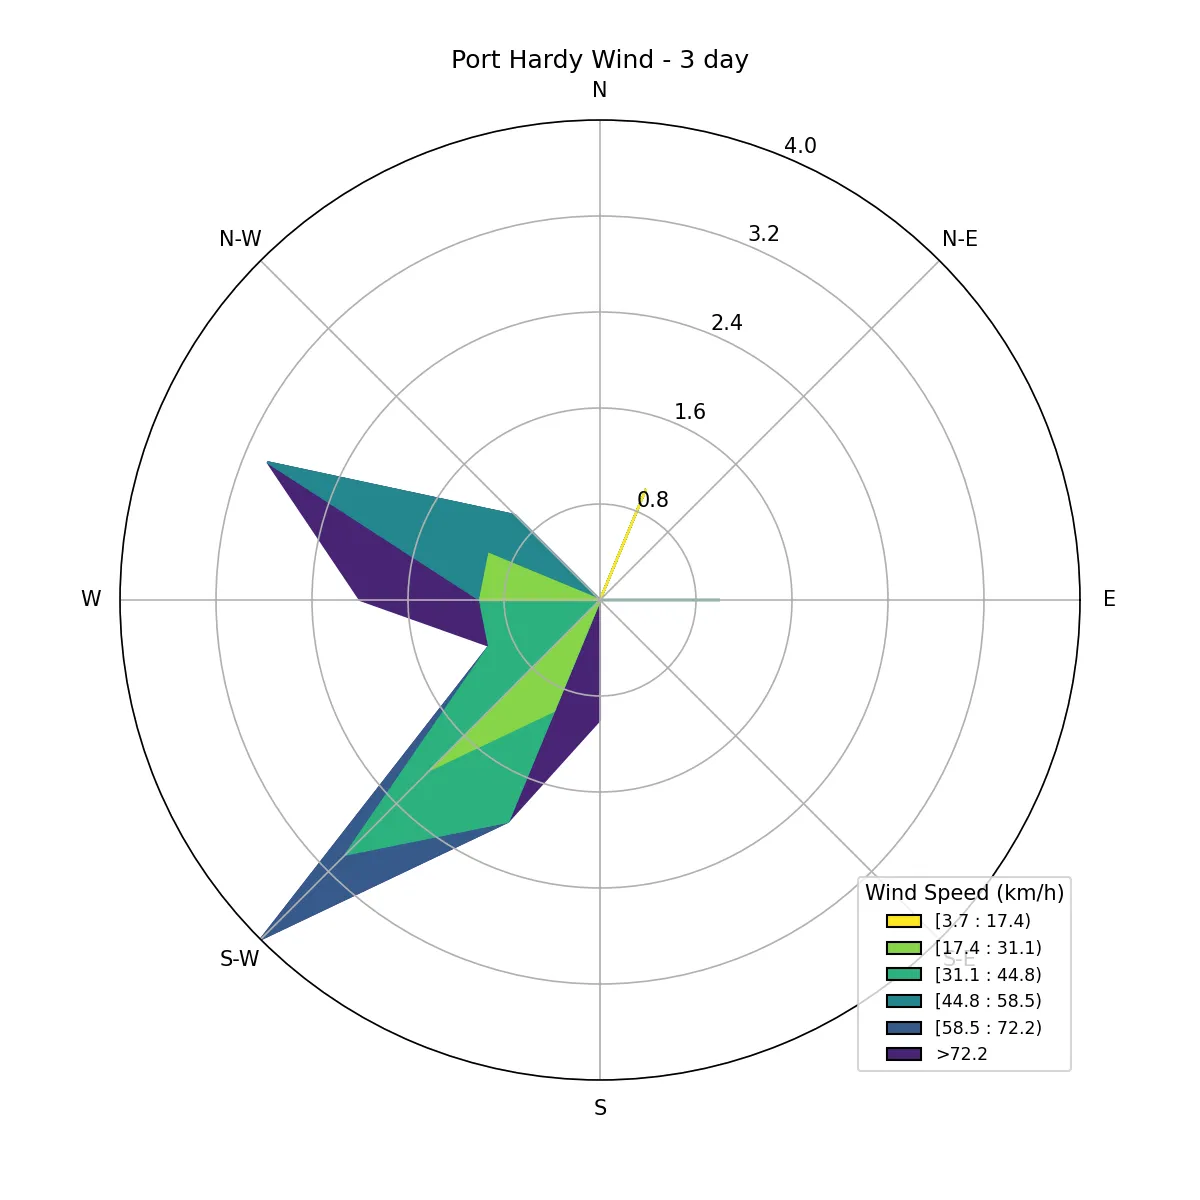 Port Hardy Wind - 3 day
N
4.0
N-W
N-E
3.2
2.4
1.6
0.8
W
E
S-W
S-E
Wind Speed (km/h)
[3.7 : 17.4)
[17.4 : 31.1)
[31.1 : 44.8)
[44.8 : 58.5)
[58.5 : 72.2)
>72.2
S